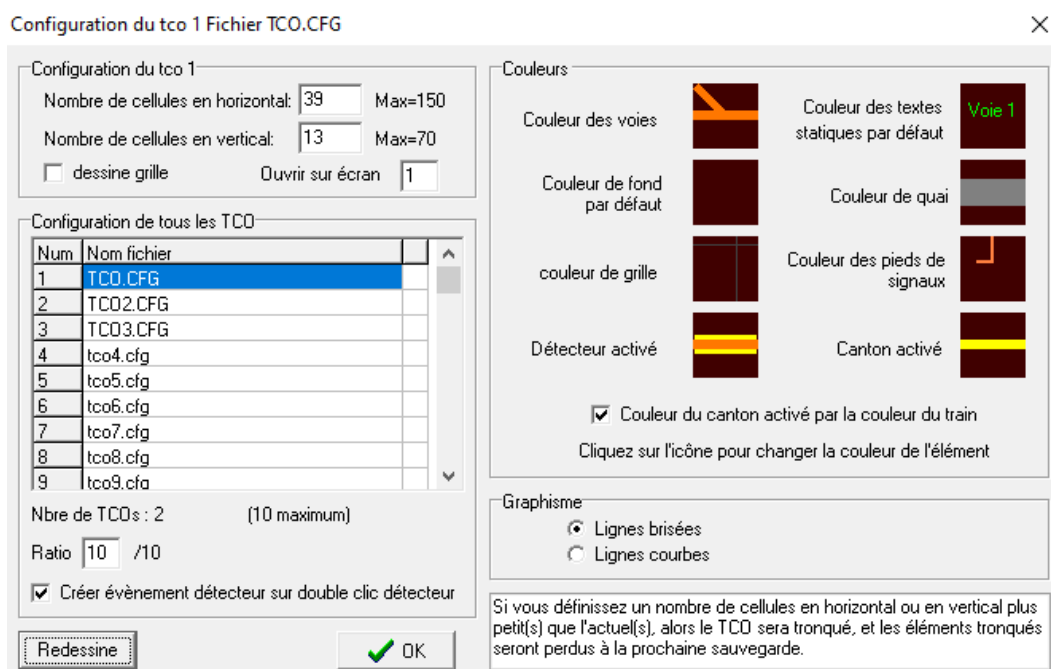 Configuration du tco 1 Fichier TCO.CFG
Configuration du tco 1
Nombre de cellules en horizontal: 39 Max=150
Nombre de cellules en vertical: 13 Max=70
dessine grille Ouvrir sur écran 1
Configuration de tous les TCO
Num Nom fichier
1 TCO.CFG
2 TCO2.CFG
3 TCO3.CFG
4 tco4.cfg
5 tco5.cfg
6 tco6.cfg
7 tco7.cfg
8 tco8.cfg
9 tco9.cfg
Nbre de TCOs : 2 (10 maximum)
Ratio 10 /10
Créer évènement détecteur sur double clic détecteur
Redessine
OK
Couleurs
Couleur des voies
Couleur des textes
statiques par défaut
Voie 1
Couleur de fond
par défaut
Couleur de quai
couleur de grille
Couleur des pieds de
signaux
Détecteur activé
Canton activé
Couleur du canton activé par la couleur du train
Cliquez sur l'icône pour changer la couleur de l'élément
Graphisme
Lignes brisées
Lignes courbes
Si vous définissez un nombre de cellules en horizontal ou en vertical plus
petit(s) que l'actuel(s), alors le TCO sera tronqué, et les éléments tronqués
seront perdus à la prochaine sauvegarde.